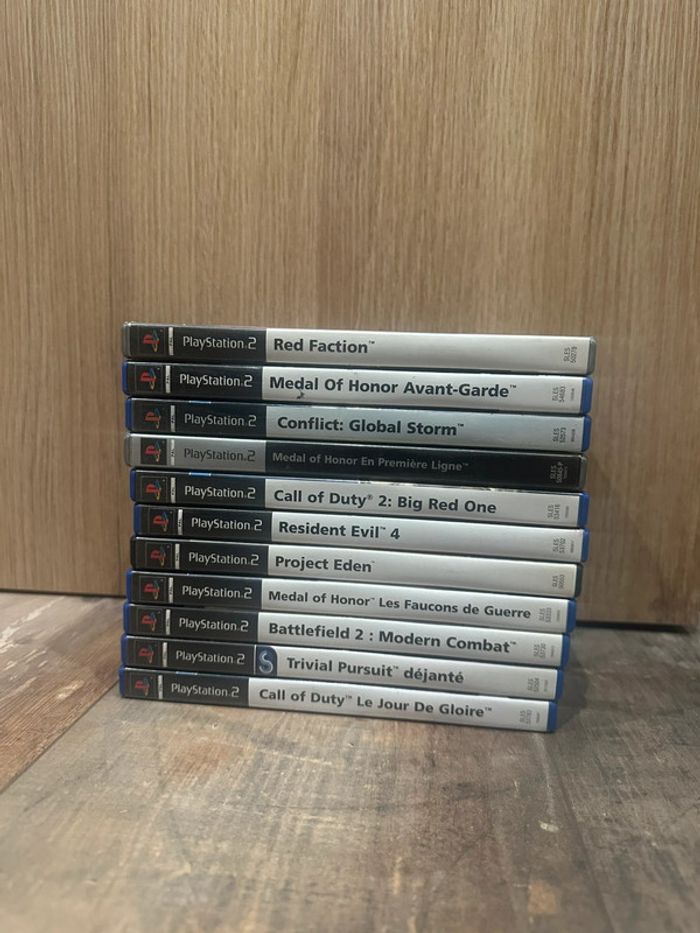 PlayStation.2 Red Faction™
PlayStation.2 Medal Of Honor Avant-Garde™
PlayStation.2 Conflict: Global Storm™
PlayStation.2 Medal of Honor En Première Ligne™
PlayStation.2 Call of Duty® 2: Big Red One
PlayStation.2 Resident Evil™ 4
PlayStation.2 Project Eden™
PlayStation.2 Medal of Honor™ Les Faucons de Guerre
PlayStation.2 Battlefield 2 : Modern Combat™
PlayStation.2 Trivial Pursuit™ déjanté
PlayStation.2 Call of Duty™ Le Jour De Gloire™